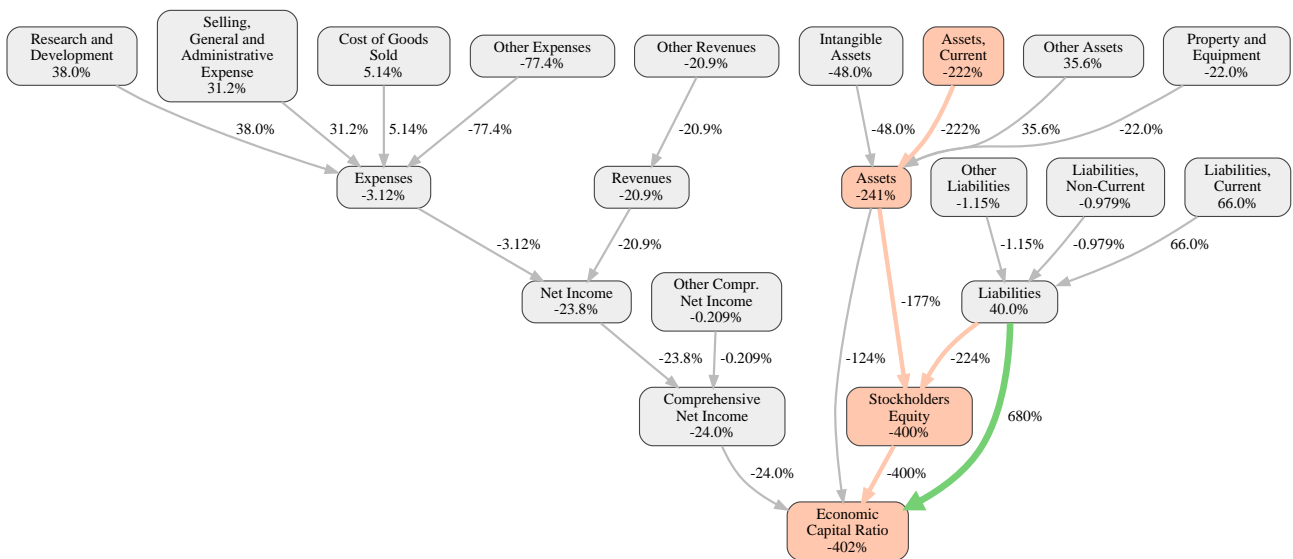 Research and
Development
38.0%
Selling,
General and
Administrative
Expense
31.2%
Cost of Goods
Sold
5.14%
Other Expenses
-77.4%
Other Revenues
-20.9%
Intangible
Assets
-48.0%
Assets,
Current
-222%
Other Assets
35.6%
Property and
Equipment
-22.0%
38.0%
31.2%
5.14%
-77.4%
-20.9%
-48.0%
-222%
35.6%
-22.0%
Expenses
-3.12%
Revenues
-20.9%
Assets
-241%
Other
Liabilities
-1.15%
Liabilities,
Non-Current
-0.979%
Liabilities,
Current
66.0%
-3.12%
-20.9%
-1.15%
-0.979%
66.0%
Net Income
-23.8%
Other Compr.
Net Income
-0.209%
-177%
Liabilities
40.0%
-23.8%
-0.209%
-124%
-224%
Comprehensive
Net Income
-24.0%
Stockholders
Equity
-400%
680%
-24.0%
-400%
Economic
Capital Ratio
-402%